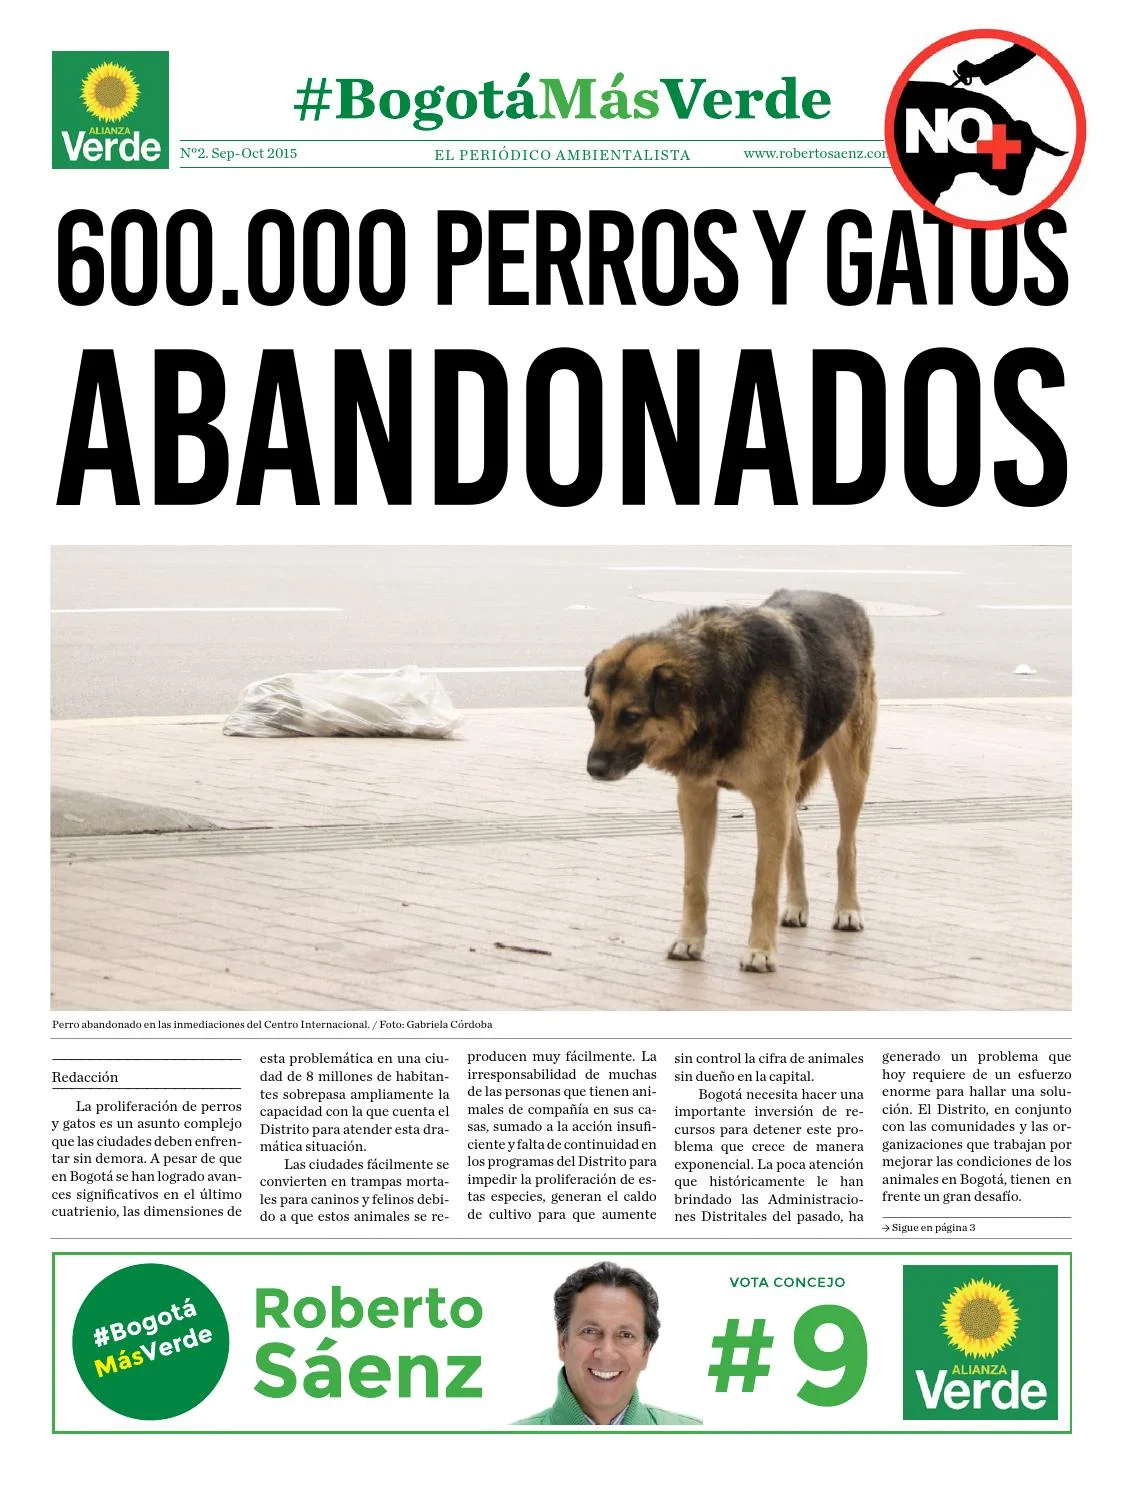 ALIANZA
Verde
#BogotáMásVerde
Nº2. Sep-Oct 2015
EL PERIÓDICO AMBIENTALISTA
www.robertosaenz.com
NO+
600.000 PERROS Y GATOS
ABANDONADOS
Perro abandonado en las inmediaciones del Centro Internacional. / Foto: Gabriela Córdoba
Redacción
La proliferación de perros
y gatos es un asunto complejo
que las ciudades deben enfren-
tar sin demora. A pesar de que
en Bogotá se han logrado avan-
ces significativos en el último
cuatrienio, las dimensiones de
esta problemática en una ciu-
dad de 8 millones de habitan-
tes sobrepasa ampliamente la
capacidad con la que cuenta el
Distrito para atender esta dra-
mática situación.
Las ciudades fácilmente se
convierten en trampas morta-
les para caninos y felinos debi-
do a que estos animales se re-
producen muy fácilmente. La
irresponsabilidad de muchas
de las personas que tienen ani-
males de compañía en sus ca-
sas, sumado a la acción insufi-
ciente y falta de continuidad en
los programas del Distrito para
impedir la proliferación de es-
tas especies, generan el caldo
de cultivo para que aumente
sin control la cifra de animales
sin dueño en la capital.
Bogotá necesita hacer una
importante inversión de re-
cursos para detener este pro-
blema que crece de manera
exponencial. La poca atención
que históricamente le han
brindado las Administracio-
nes Distritales del pasado, ha
generado un problema que
hoy requiere de un esfuerzo
enorme para hallar una solu-
ción. El Distrito, en conjunto
con las comunidades y las or-
ganizaciones que trabajan por
mejorar las condiciones de los
animales en Bogotá, tienen en
frente un gran desafío.
→ Sigue en página 3
#Bogotá
MásVerde
Roberto
Sáenz
VOTA CONCEJO
#9
ALIANZA
Verde